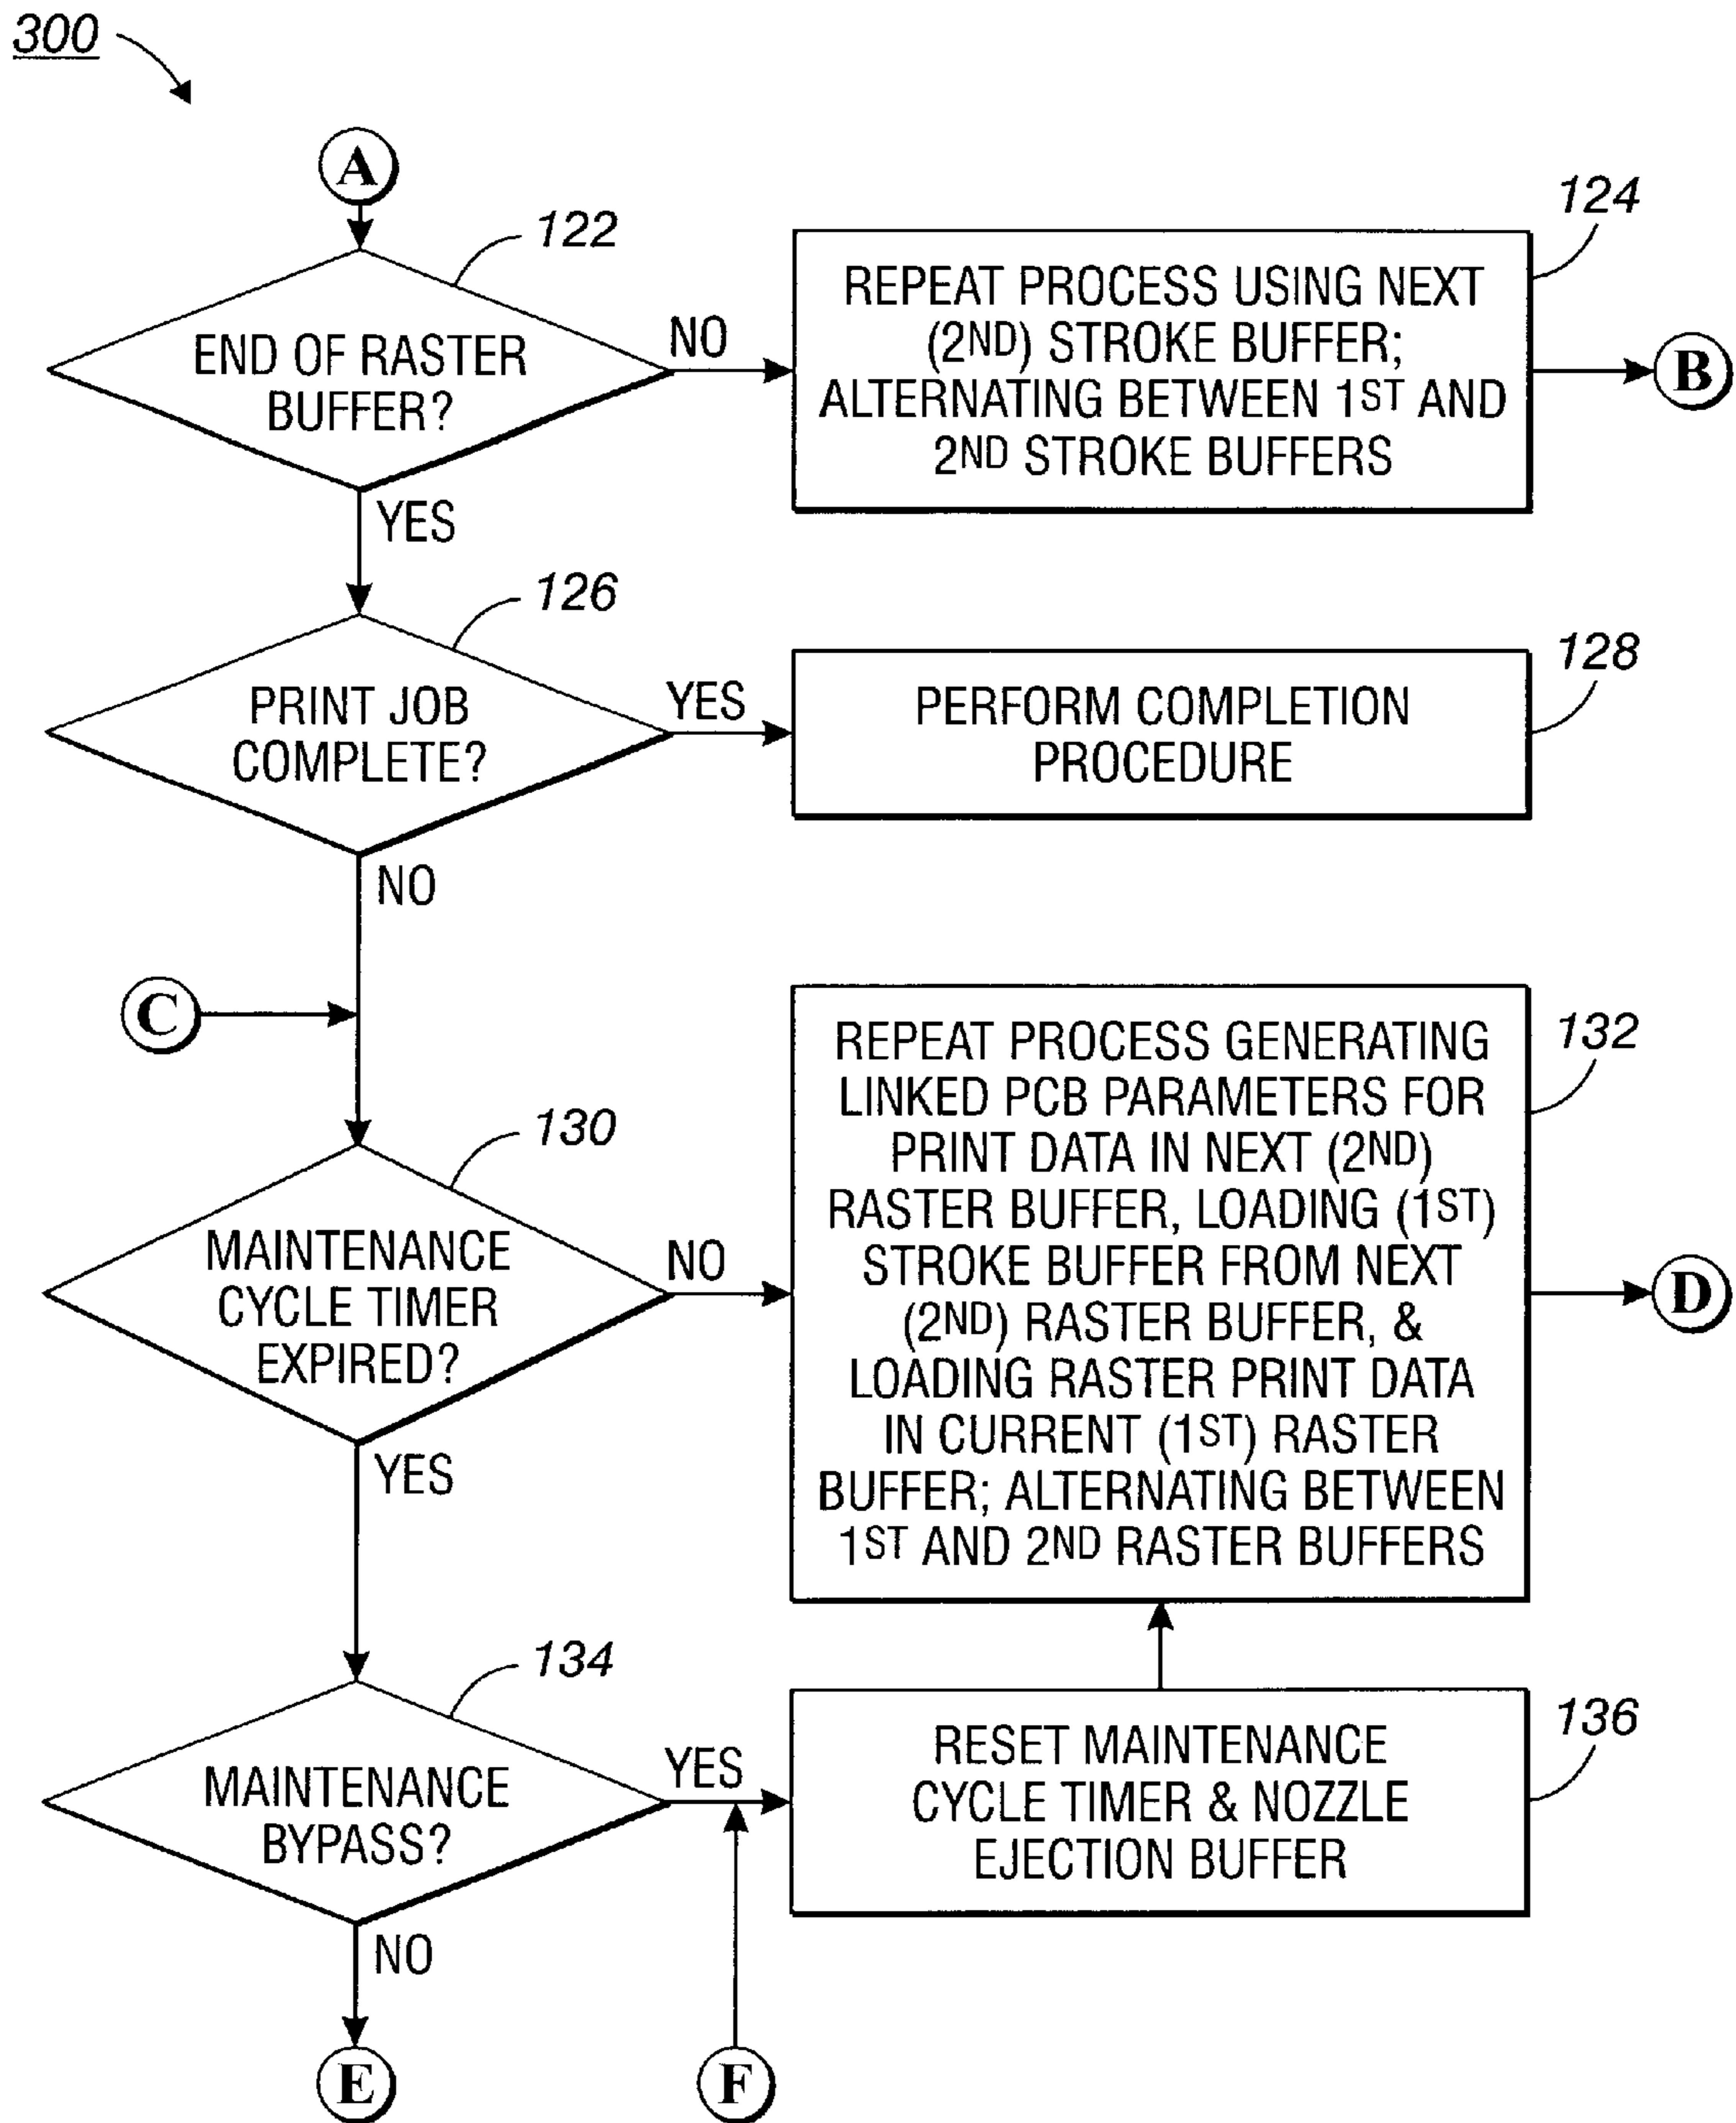 300
A
122
END OF RASTER
BUFFER?
NO
YES
124
REPEAT PROCESS USING NEXT
(2ND) STROKE BUFFER;
ALTERNATING BETWEEN 1ST AND
2ND STROKE BUFFERS
B
126
PRINT JOB
COMPLETE?
YES
NO
128
PERFORM COMPLETION
PROCEDURE
C
130
MAINTENANCE
CYCLE TIMER
EXPIRED?
NO
YES
132
REPEAT PROCESS GENERATING
LINKED PCB PARAMETERS FOR
PRINT DATA IN NEXT (2ND)
RASTER BUFFER, LOADING (1ST)
STROKE BUFFER FROM NEXT
(2ND) RASTER BUFFER, &
LOADING RASTER PRINT DATA
IN CURRENT (1ST) RASTER
BUFFER; ALTERNATING BETWEEN
1ST AND 2ND RASTER BUFFERS
D
134
MAINTENANCE
BYPASS?
YES
NO
136
RESET MAINTENANCE
CYCLE TIMER & NOZZLE
EJECTION BUFFER
E
F